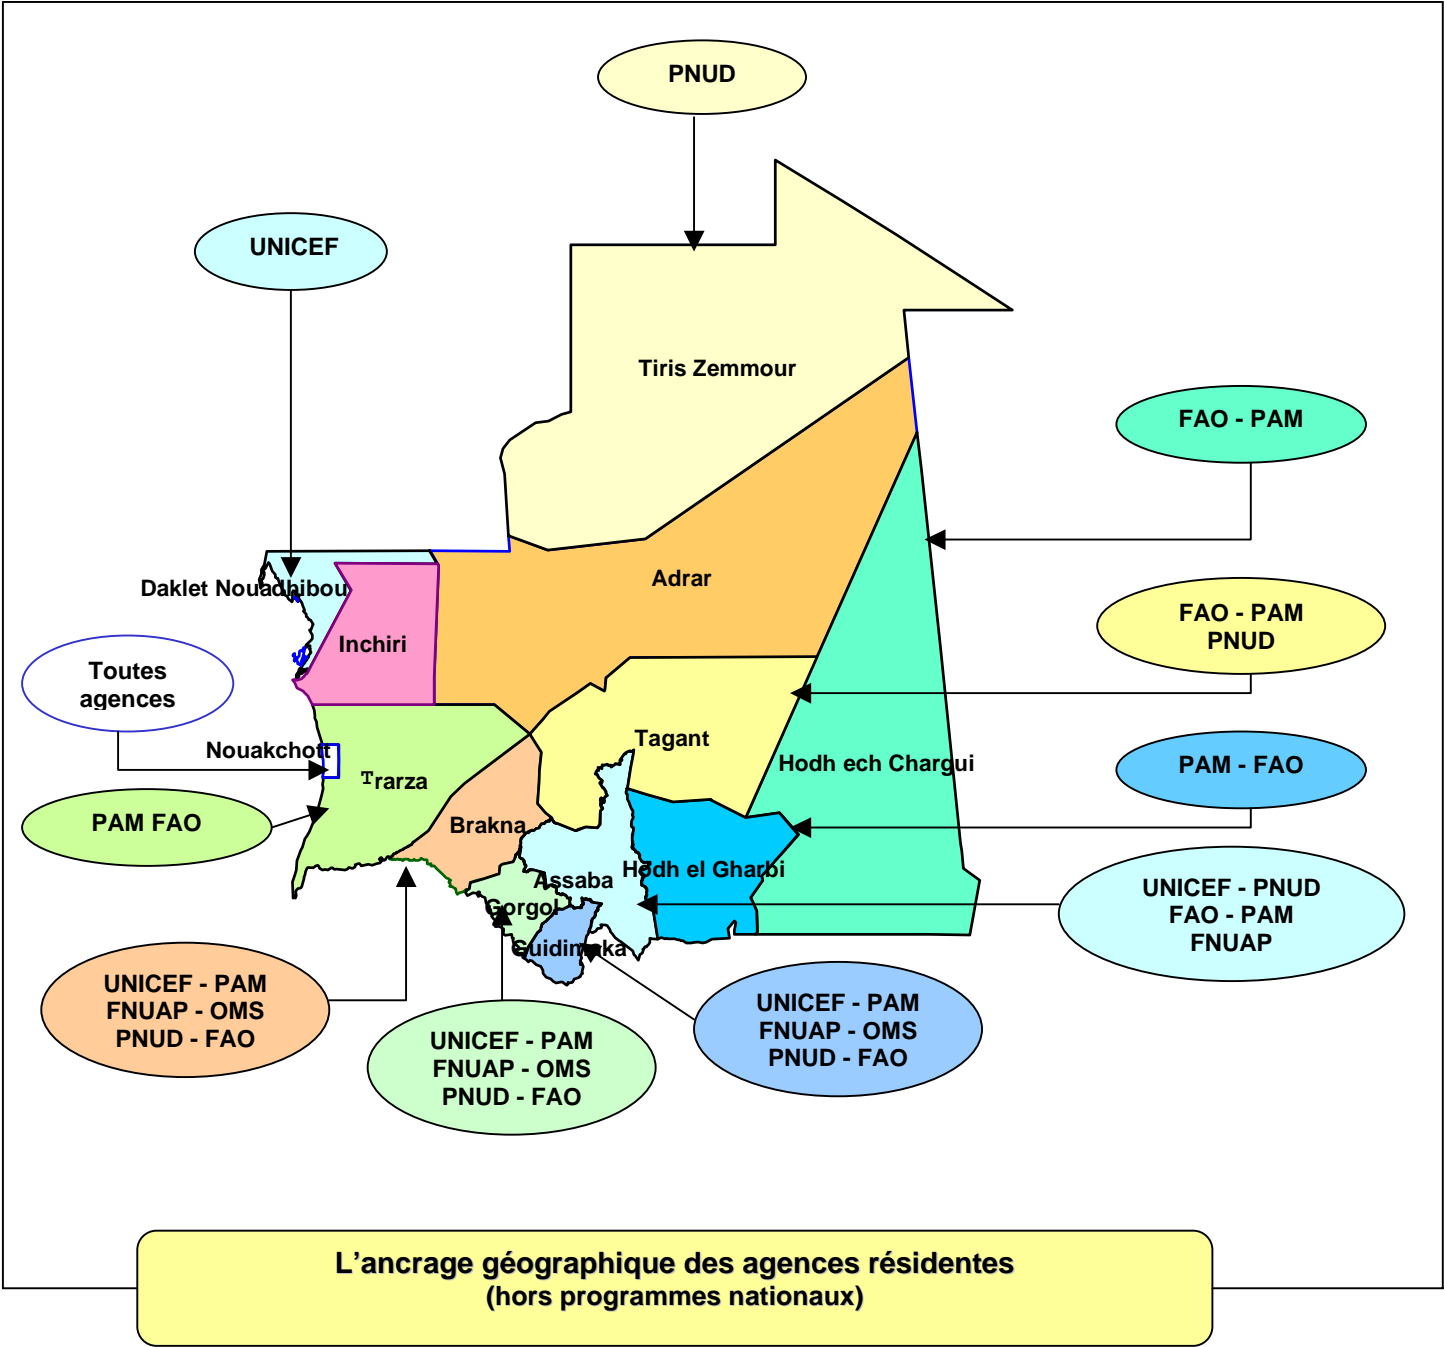 PNUD
UNICEF
Tiris Zemmour
FAO - PAM
Adrar
Daklet Nouadhibou
FAO - PAM
PNUD
Inchiri
Toutes
agences
Tagant
Nouakchott
Hodh ech Chargui
PAM - FAO
Trarza
PAM FAO
Brakna
Hodh el Gharbi
Assaba
UNICEF - PNUD
FAO - PAM
FNUAP
Gorgol
Guidimaka
UNICEF - PAM
FNUAP - OMS
PNUD - FAO
UNICEF - PAM
FNUAP - OMS
PNUD - FAO
UNICEF - PAM
FNUAP - OMS
PNUD - FAO
L’ancrage géographique des agences résidentes
(hors programmes nationaux)